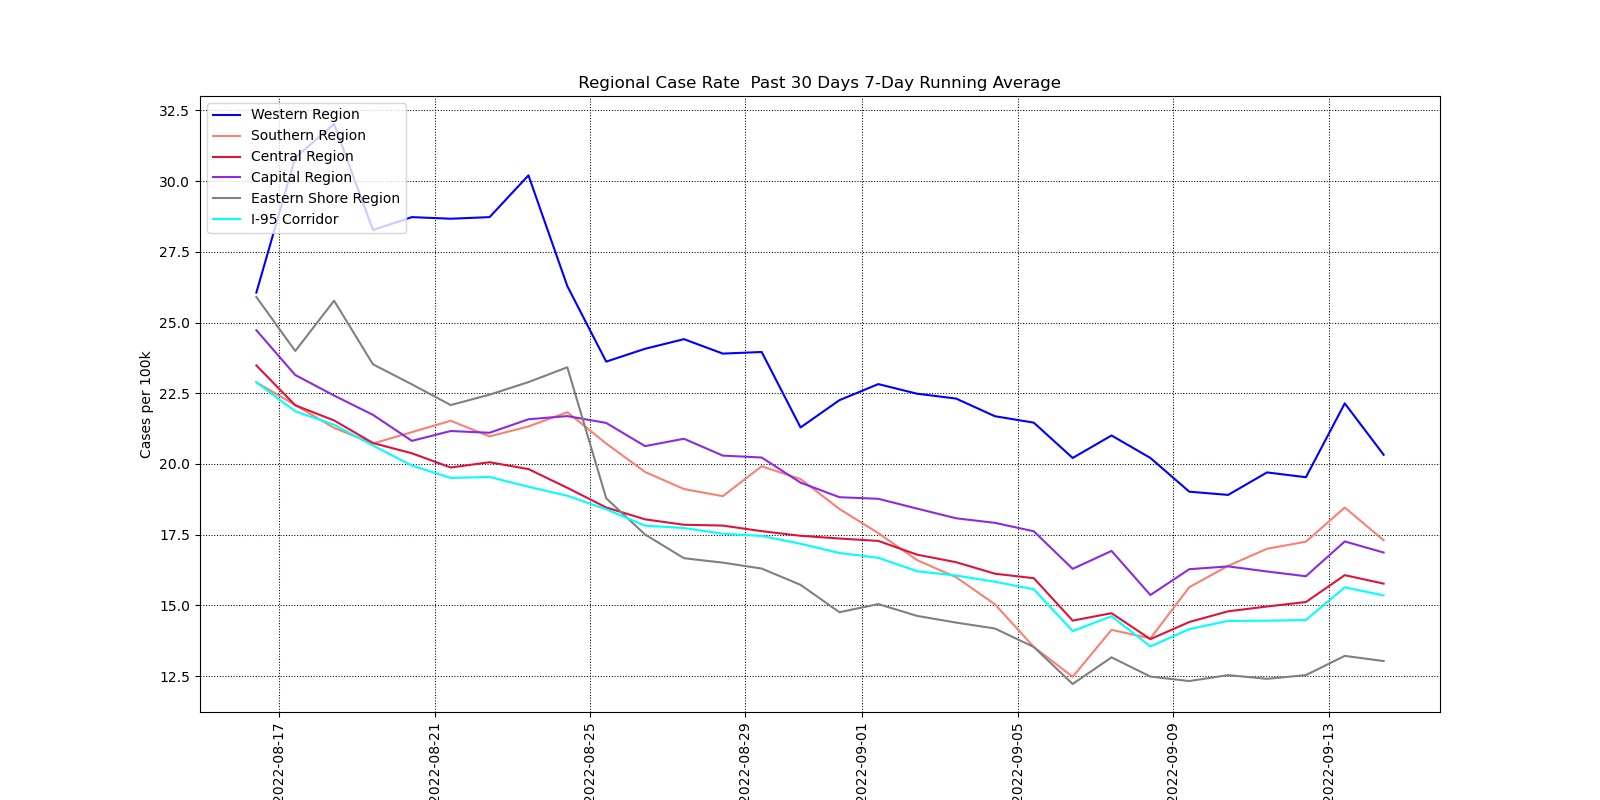 Regional Case Rate  Past 30 Days 7-Day Running Average
Western Region
Southern Region
Central Region
Capital Region
Eastern Shore Region
I-95 Corridor
Cases per 100k
32.5
30.0
27.5
25.0
22.5
20.0
17.5
15.0
12.5
2022-08-17
2022-08-21
2022-08-25
2022-08-29
2022-09-01
2022-09-05
2022-09-09
2022-09-13